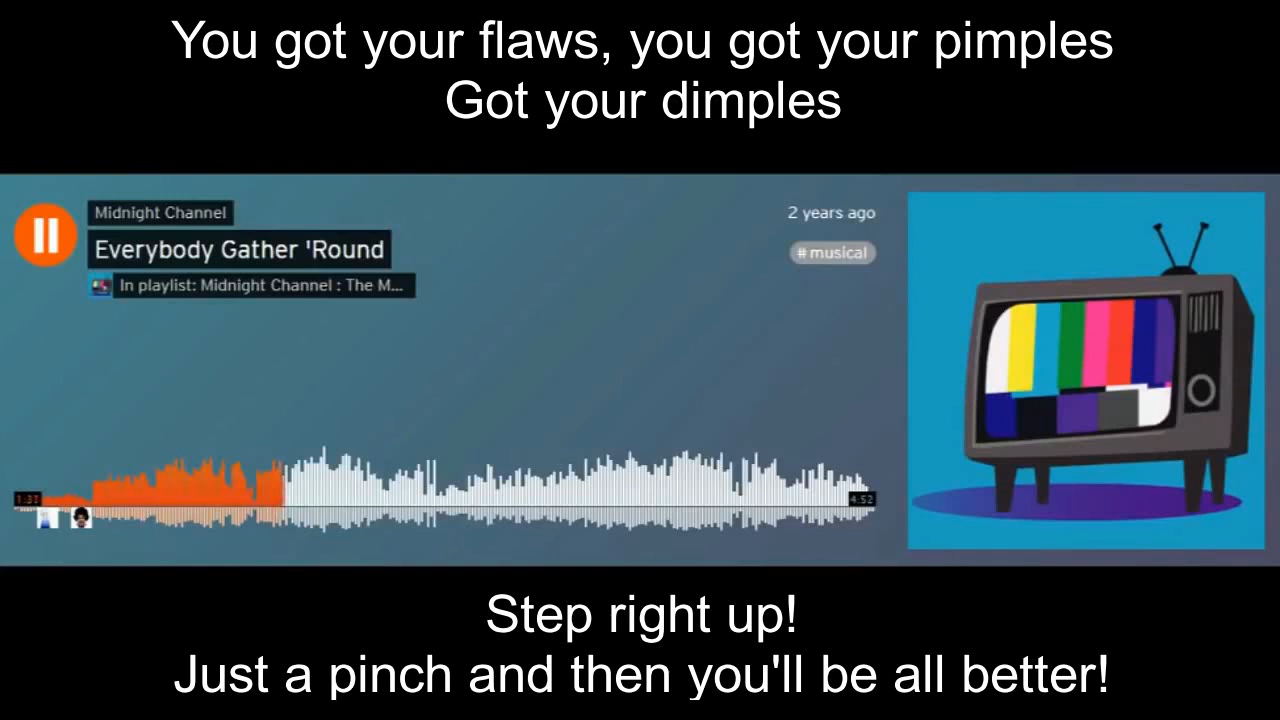 You got your flaws, you got your pimples
Got your dimples
Midnight Channel
2 years ago
Everybody Gather 'Round
# musical
In playlist: Midnight Channel : The M...
1:31
4:52
Step right up!
Just a pinch and then you'll be all better!